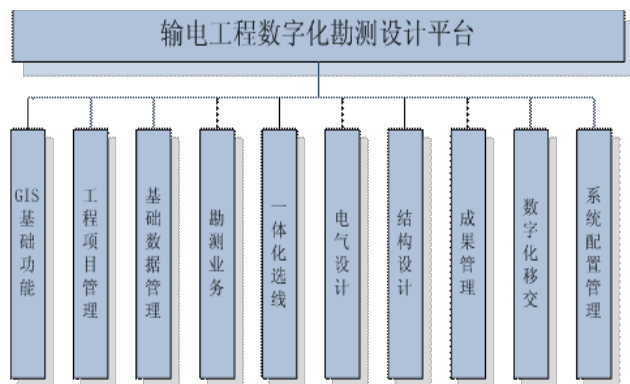 输电工程数字化勘测设计平台
GIS基础功能
工程项目管理
基础数据管理
勘测业务
一体化选线
电气设计
结构设计
成果管理
数字化移交
系统配置管理